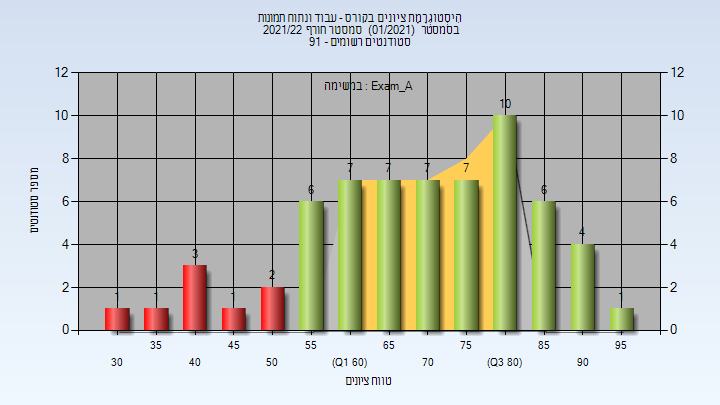 היסטוגרמת ציונים בקורס - עבוד ונתוח תמונות
בסמסטר (01/2021) סמסטר חורף 2021/22
סטודנטים רשומים - 91
במשימה : Exam_A
12 12
10 10
8 8
6 6
4 4
2 2
0 0
1 1 3 1 2 6 7 7 7 7 10 6 4 1
מספר סטודנטים
35 45 55 65 75 85 95
30 40 50 (Q1 60) 70 (Q3 80) 90
טווח ציונים